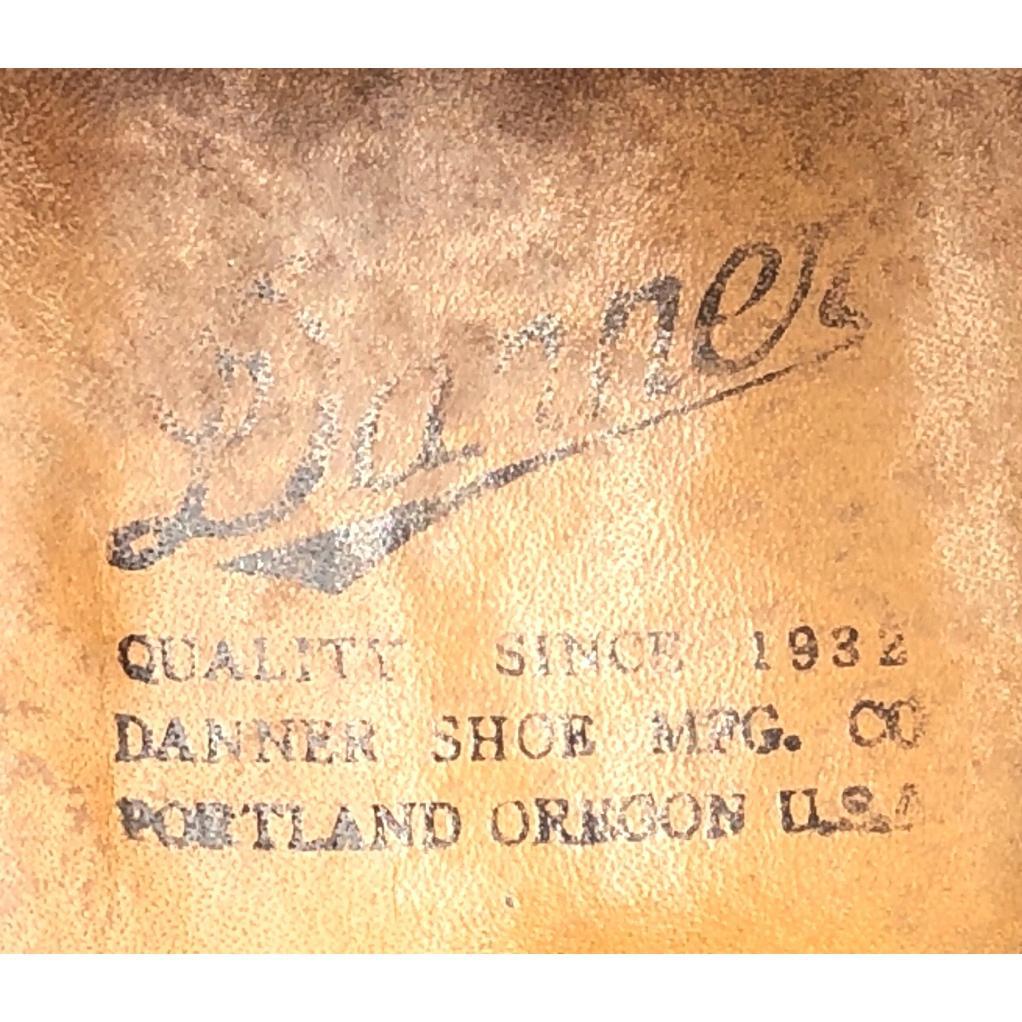 Danner
QUALITY SINCE 1932
DANNER SHOE MFG. CO
PORTLAND OREGON U.S.A